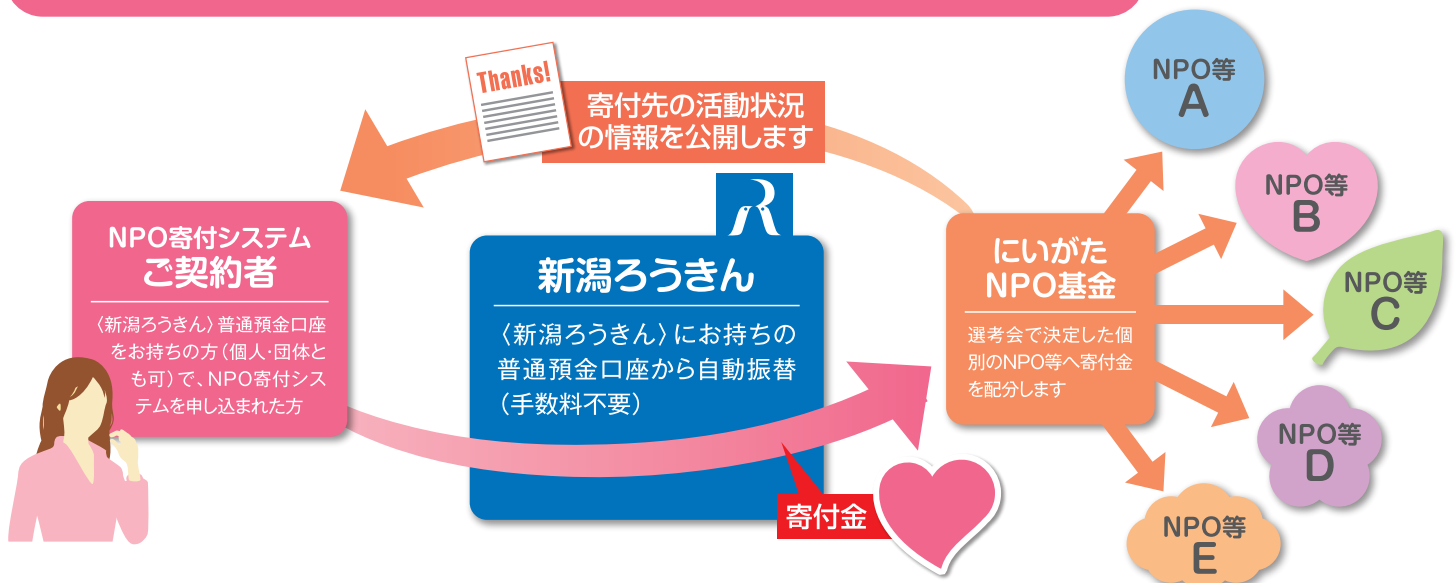 Thanks!
寄付先の活動状況
の情報を公開します
NPO寄付システム
ご契約者
〈新潟ろうきん〉普通預金口座
をお持ちの方（個人・団体と
も可）で、NPO寄付シス
テムを申し込まれた方
新潟ろうきん
〈新潟ろうきん〉にお持ちの
普通預金口座から自動振替
（手数料不要）
寄付金
にいがた
NPO基金
選考会で決定した個
別のNPO等へ寄付金
を配分します
NPO等
A
NPO等
B
NPO等
C
NPO等
D
NPO等
E